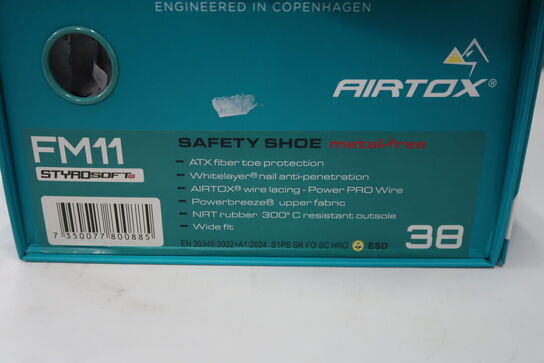 ENGINEERED IN COPENHAGEN
AIRTOX®
FM11
STYROSOFT
SAFETY SHOE metal-free
- ATX fiber toe protection
- Whitelayer® nail anti-penetration
- AIRTOX® wire lacing - Power PRO Wire
- Powerbreeze® upper fabric
- NRT rubber 300° C resistant outsole
- Wide fit
7 350077 800885
EN 20345:2022+A1:2024 S1PS SR FO SC HRO ESD
38